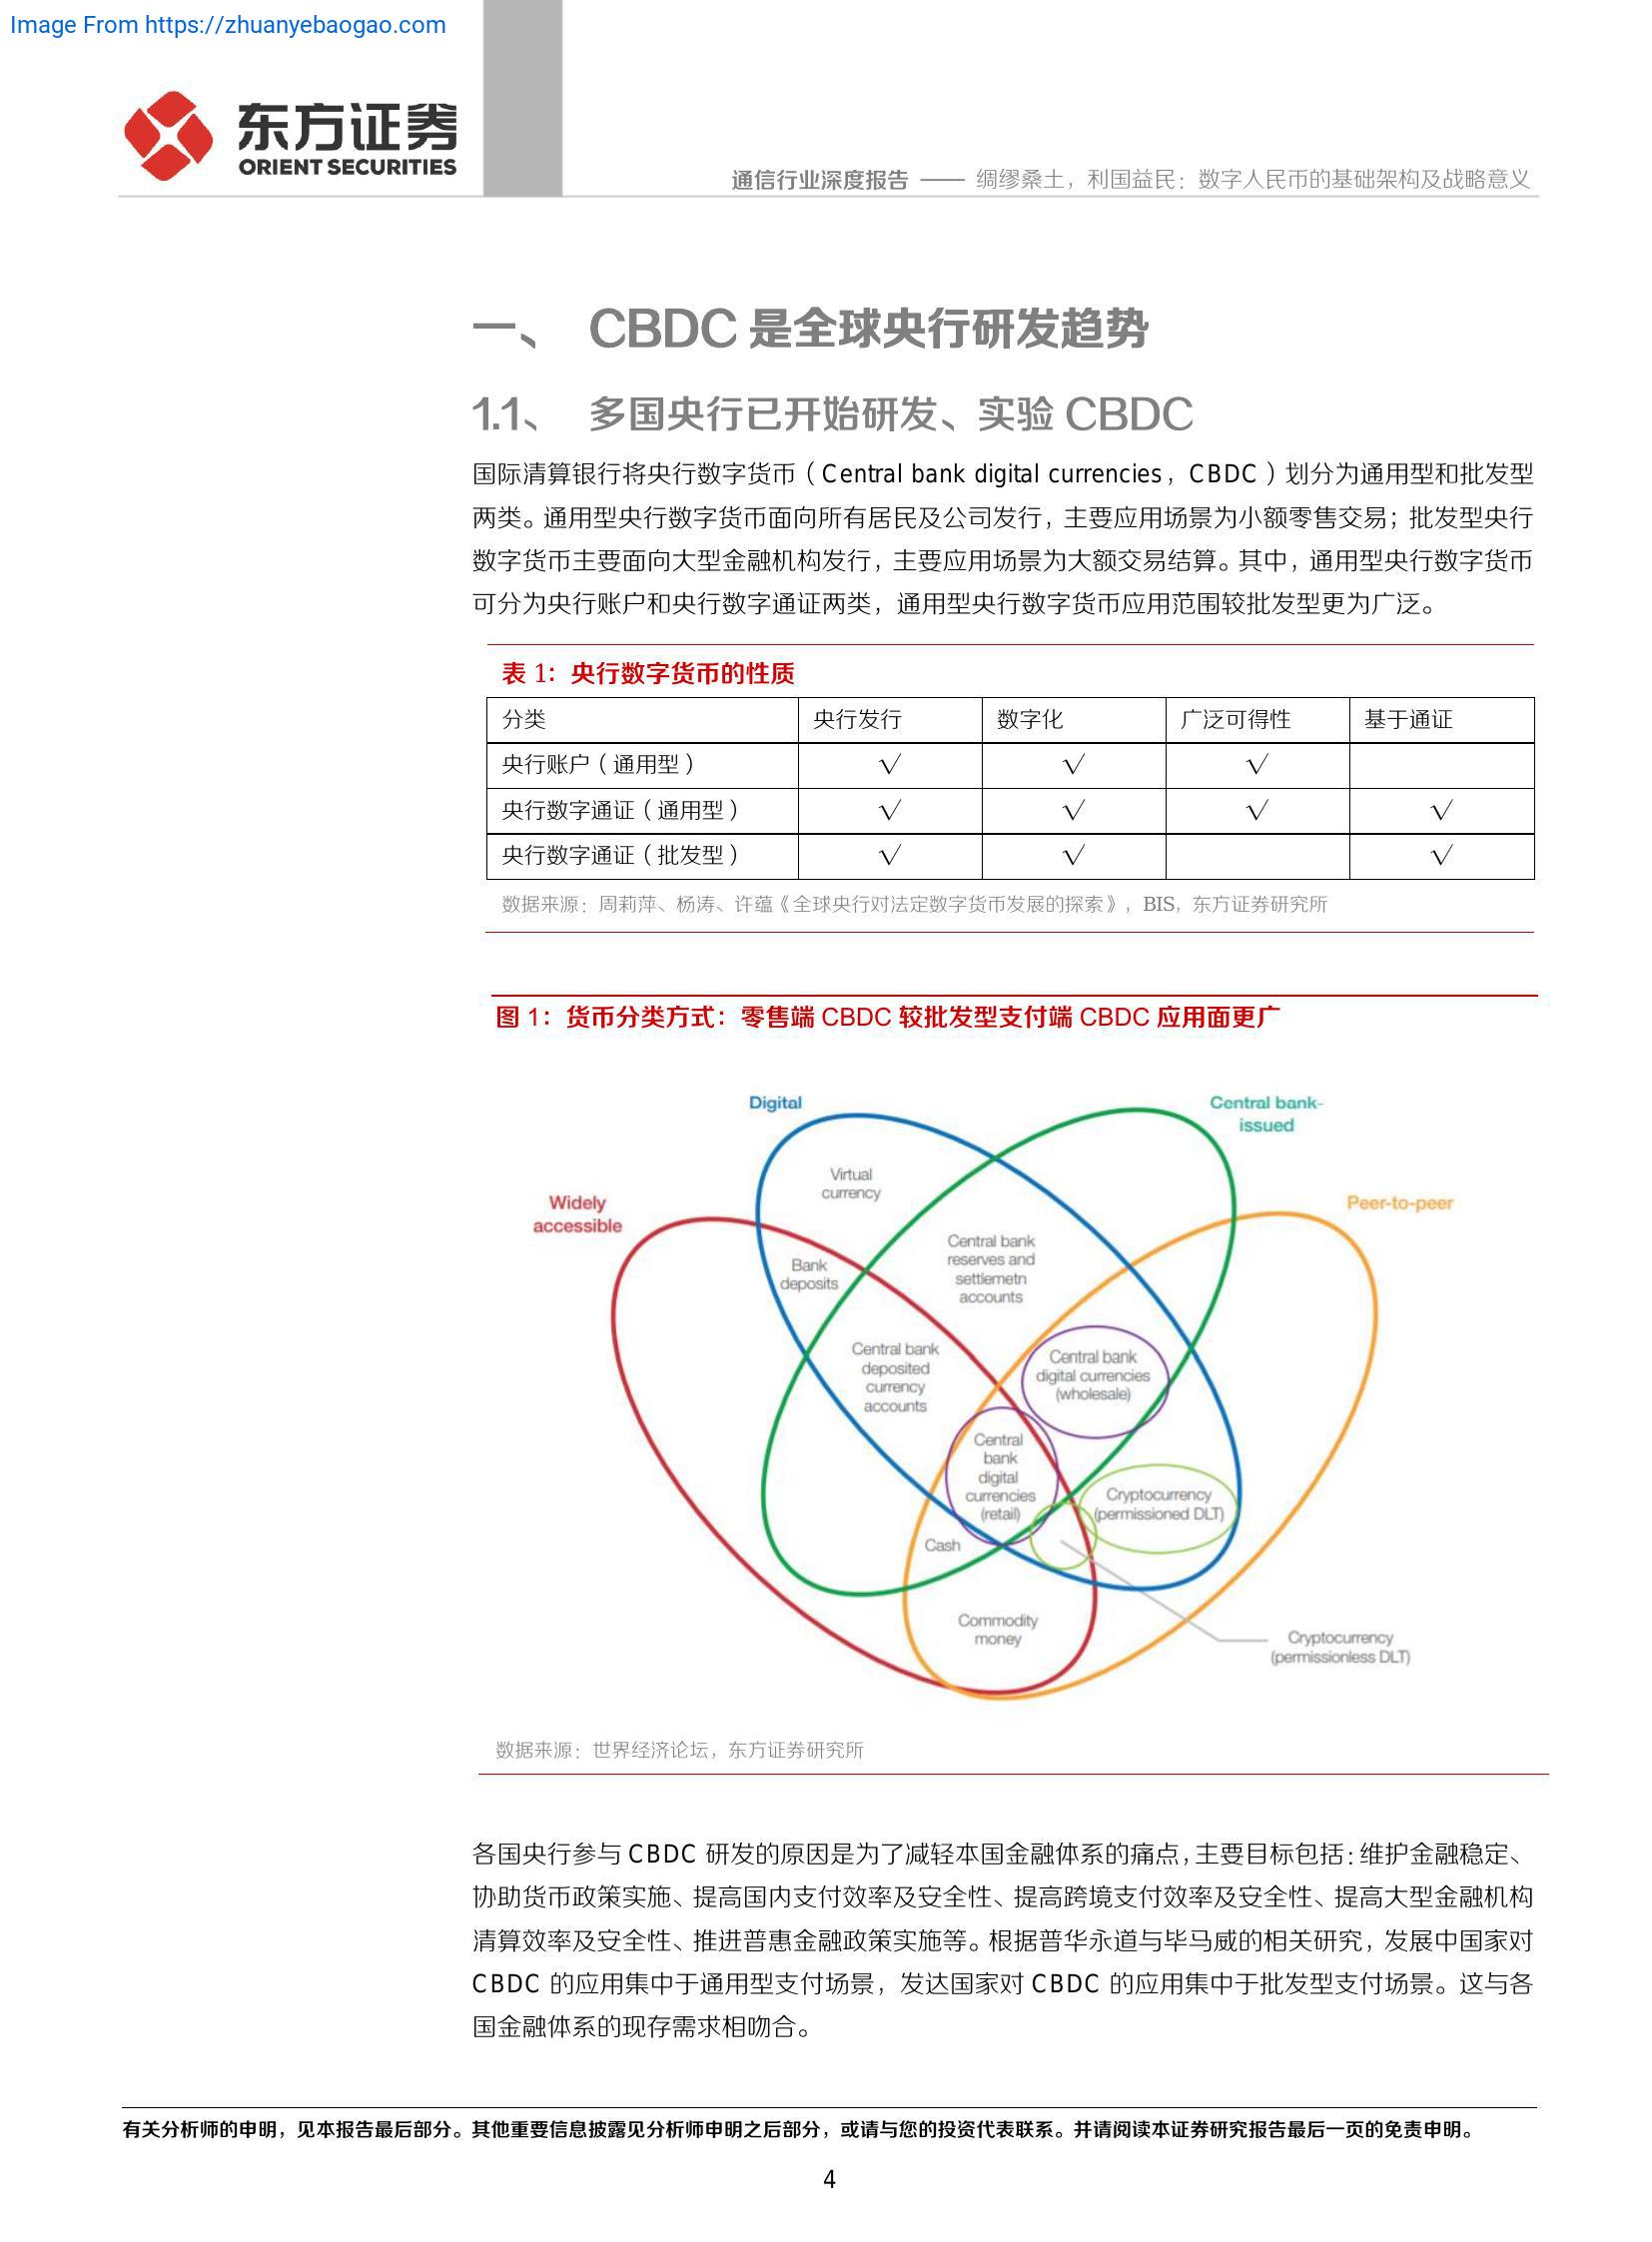 Image From https://zhuanyebaogao.com
东方证券
ORIENT SECURITIES
通信行业深度报告 —— 绸缪桑土，利国益民：数字人民币的基础架构及战略意义
一、 CBDC 是全球央行研发趋势
1.1、 多国央行已开始研发、实验 CBDC
国际清算银行将央行数字货币（Central bank digital currencies，CBDC）划分为通用型和批发型
两类。通用型央行数字货币面向所有居民及公司发行，主要应用场景为小额零售交易；批发型央行
数字货币主要面向大型金融机构发行，主要应用场景为大额交易结算。其中，通用型央行数字货币
可分为央行账户和央行数字通证两类，通用型央行数字货币应用范围较批发型更为广泛。
表 1：央行数字货币的性质
分类 央行发行 数字化 广泛可得性 基于通证
央行账户（通用型） √ √ √
央行数字通证（通用型） √ √ √ √
央行数字通证（批发型） √ √ √
数据来源：周莉萍、杨涛、许蕴《全球央行对法定数字货币发展的探索》，BIS，东方证券研究所
图 1：货币分类方式：零售端 CBDC 较批发型支付端 CBDC 应用面更广
Digital
Central bank-
issued
Widely
accessible
Peer-to-peer
Virtual
currency
Bank
deposits
Central bank
reserves and
settlemetn
accounts
Central bank
deposited
currency
accounts
Central bank
digital currencies
(wholesale)
Central
bank
digital
currencies
(retail)
Cryptocurrency
(permissioned DLT)
Cash
Commodity
money
Cryptocurrency
(permissionless DLT)
数据来源：世界经济论坛，东方证券研究所
各国央行参与 CBDC 研发的原因是为了减轻本国金融体系的痛点，主要目标包括：维护金融稳定、
协助货币政策实施、提高国内支付效率及安全性、提高跨境支付效率及安全性、提高大型金融机构
清算效率及安全性、推进普惠金融政策实施等。根据普华永道与毕马威的相关研究，发展中国家对
CBDC 的应用集中于通用型支付场景，发达国家对 CBDC 的应用集中于批发型支付场景。这与各
国金融体系的现存需求相吻合。
有关分析师的申明，见本报告最后部分。其他重要信息披露见分析师申明之后部分，或请与您的投资代表联系。并请阅读本证券研究报告最后一页的免责申明。
4